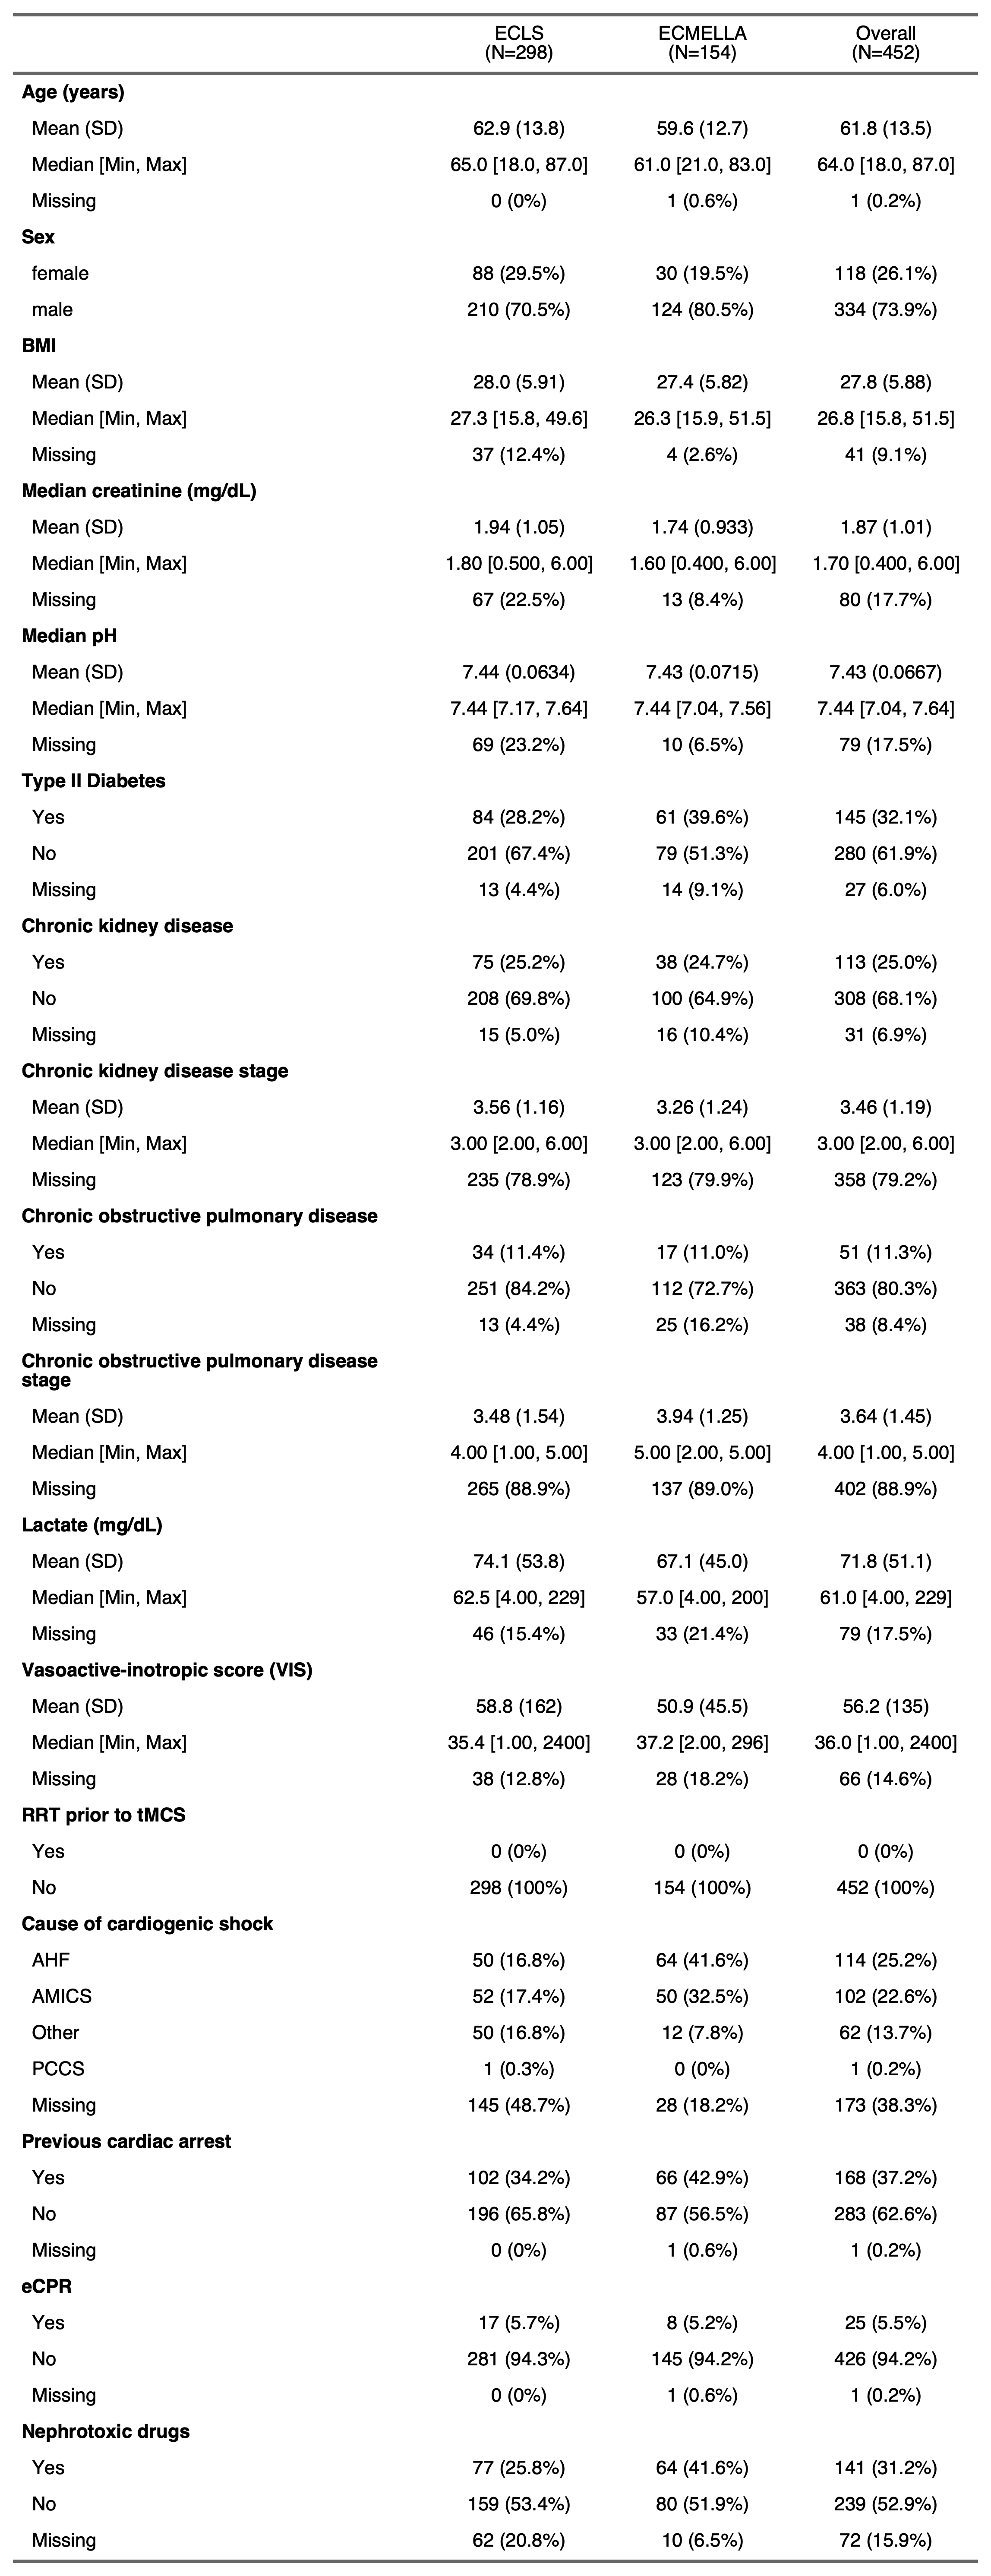 ECLS ECMELLA Overall
(N=298) (N=154) (N=452)
Age (years)
Mean (SD) 62.9 (13.8) 59.6 (12.7) 61.8 (13.5)
Median [Min, Max] 65.0 [18.0, 87.0] 61.0 [21.0, 83.0] 64.0 [18.0, 87.0]
Missing 0 (0%) 1 (0.6%) 1 (0.2%)
Sex
female 88 (29.5%) 30 (19.5%) 118 (26.1%)
male 210 (70.5%) 124 (80.5%) 334 (73.9%)
BMI
Mean (SD) 28.0 (5.91) 27.4 (5.82) 27.8 (5.88)
Median [Min, Max] 27.3 [15.8, 49.6] 26.3 [15.9, 51.5] 26.8 [15.8, 51.5]
Missing 37 (12.4%) 4 (2.6%) 41 (9.1%)
Median creatinine (mg/dL)
Mean (SD) 1.94 (1.05) 1.74 (0.933) 1.87 (1.01)
Median [Min, Max] 1.80 [0.500, 6.00] 1.60 [0.400, 6.00] 1.70 [0.400, 6.00]
Missing 67 (22.5%) 13 (8.4%) 80 (17.7%)
Median pH
Mean (SD) 7.44 (0.0634) 7.43 (0.0715) 7.43 (0.0667)
Median [Min, Max] 7.44 [7.17, 7.64] 7.44 [7.04, 7.56] 7.44 [7.04, 7.64]
Missing 69 (23.2%) 10 (6.5%) 79 (17.5%)
Type II Diabetes
Yes 84 (28.2%) 61 (39.6%) 145 (32.1%)
No 201 (67.4%) 79 (51.3%) 280 (61.9%)
Missing 13 (4.4%) 14 (9.1%) 27 (6.0%)
Chronic kidney disease
Yes 75 (25.2%) 38 (24.7%) 113 (25.0%)
No 208 (69.8%) 100 (64.9%) 308 (68.1%)
Missing 15 (5.0%) 16 (10.4%) 31 (6.9%)
Chronic kidney disease stage
Mean (SD) 3.56 (1.16) 3.26 (1.24) 3.46 (1.19)
Median [Min, Max] 3.00 [2.00, 6.00] 3.00 [2.00, 6.00] 3.00 [2.00, 6.00]
Missing 235 (78.9%) 123 (79.9%) 358 (79.2%)
Chronic obstructive pulmonary disease
Yes 34 (11.4%) 17 (11.0%) 51 (11.3%)
No 251 (84.2%) 112 (72.7%) 363 (80.3%)
Missing 13 (4.4%) 25 (16.2%) 38 (8.4%)
Chronic obstructive pulmonary disease
stage
Mean (SD) 3.48 (1.54) 3.94 (1.25) 3.64 (1.45)
Median [Min, Max] 4.00 [1.00, 5.00] 5.00 [2.00, 5.00] 4.00 [1.00, 5.00]
Missing 265 (88.9%) 137 (89.0%) 402 (88.9%)
Lactate (mg/dL)
Mean (SD) 74.1 (53.8) 67.1 (45.0) 71.8 (51.1)
Median [Min, Max] 62.5 [4.00, 229] 57.0 [4.00, 200] 61.0 [4.00, 229]
Missing 46 (15.4%) 33 (21.4%) 79 (17.5%)
Vasoactive-inotropic score (VIS)
Mean (SD) 58.8 (162) 50.9 (45.5) 56.2 (135)
Median [Min, Max] 35.4 [1.00, 2400] 37.2 [2.00, 296] 36.0 [1.00, 2400]
Missing 38 (12.8%) 28 (18.2%) 66 (14.6%)
RRT prior to tMCS
Yes 0 (0%) 0 (0%) 0 (0%)
No 298 (100%) 154 (100%) 452 (100%)
Cause of cardiogenic shock
AHF 50 (16.8%) 64 (41.6%) 114 (25.2%)
AMICS 52 (17.4%) 50 (32.5%) 102 (22.6%)
Other 50 (16.8%) 12 (7.8%) 62 (13.7%)
PCCS 1 (0.3%) 0 (0%) 1 (0.2%)
Missing 145 (48.7%) 28 (18.2%) 173 (38.3%)
Previous cardiac arrest
Yes 102 (34.2%) 66 (42.9%) 168 (37.2%)
No 196 (65.8%) 87 (56.5%) 283 (62.6%)
Missing 0 (0%) 1 (0.6%) 1 (0.2%)
eCPR
Yes 17 (5.7%) 8 (5.2%) 25 (5.5%)
No 281 (94.3%) 145 (94.2%) 426 (94.2%)
Missing 0 (0%) 1 (0.6%) 1 (0.2%)
Nephrotoxic drugs
Yes 77 (25.8%) 64 (41.6%) 141 (31.2%)
No 159 (53.4%) 80 (51.9%) 239 (52.9%)
Missing 62 (20.8%) 10 (6.5%) 72 (15.9%)